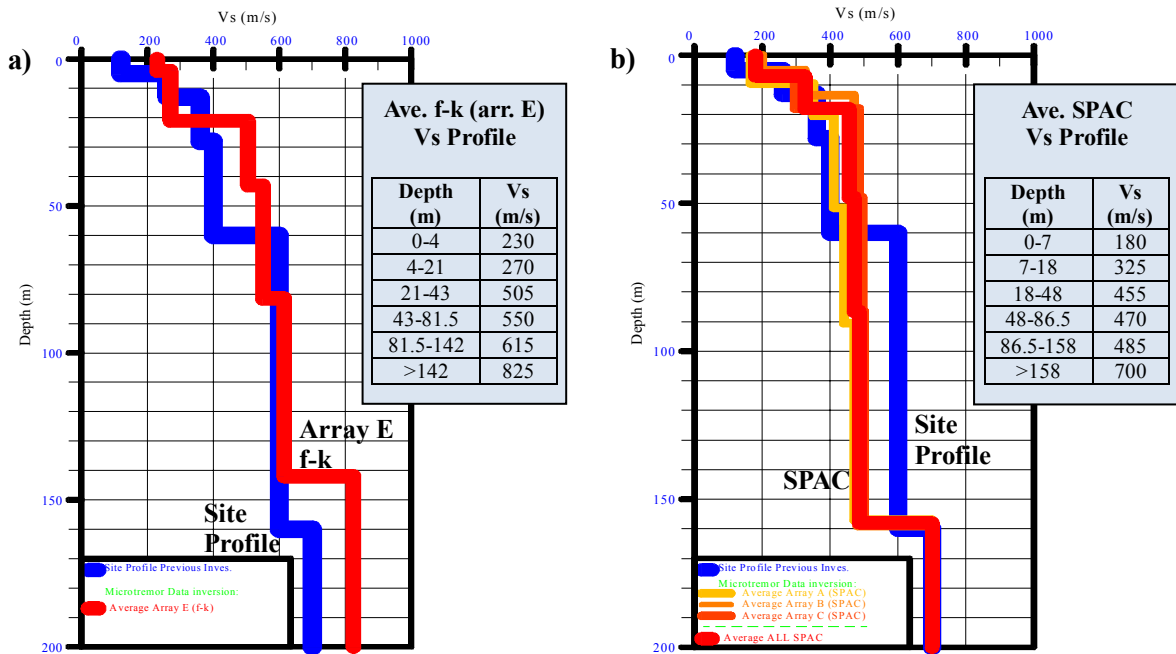 a)
Vs (m/s)
0 200 400 600 800 1000
0
50
100
150
200
Depth (m)
Ave. f-k (arr. E)
Vs Profile
Depth (m) Vs (m/s)
0-4 230
4-21 270
21-43 505
43-81.5 550
81.5-142 615
>142 825
Array E
f-k
Site
Profile
Site Profile Previous Inves.
Microtremor Data inversion:
Average Array E (f-k)
b)
Vs (m/s)
0 200 400 600 800 1000
0
50
100
150
200
Depth (m)
Ave. SPAC
Vs Profile
Depth (m) Vs (m/s)
0-7 180
7-18 325
18-48 455
48-86.5 470
86.5-158 485
>158 700
Site
Profile
SPAC
Site Profile Previous Inves.
Microtremor Data inversion:
Average Array A (SPAC)
Average Array B (SPAC)
Average Array C (SPAC)
Average ALL SPAC